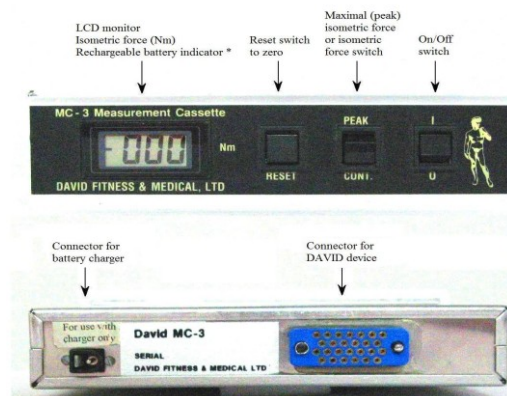 LCD monitor
Isometric force (Nm)
Rechargeable battery indicator *
Reset switch
to zero
Maximal (peak)
isometric force
or isometric
force switch
On/Off
switch
MC-3 Measurement Cassette
-000
Nm
RESET
PEAK
CONT.
I
O
DAVID FITNESS & MEDICAL, LTD
Connector for
battery charger
Connector for
DAVID device
For use with
charger only
David MC-3
SERIAL
DAVID FITNESS & MEDICAL LTD